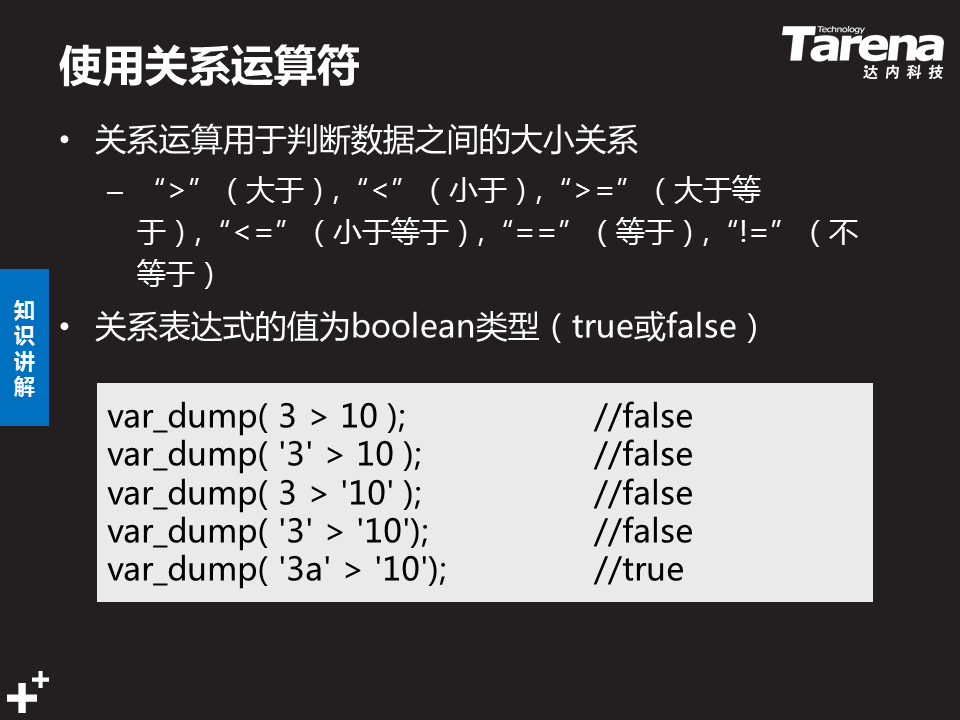 使用关系运算符
Technology
Tarena
达内科技
• 关系运算用于判断数据之间的大小关系
– “>”（大于）,“<”（小于）,“>=”（大于等
于）,“<=”（小于等于）,“==”（等于）,“!=”（不
等于）
知识讲解
• 关系表达式的值为boolean类型（true或false）
var_dump( 3 > 10 ); //false
var_dump( '3' > 10 ); //false
var_dump( 3 > '10' ); //false
var_dump( '3' > '10'); //false
var_dump( '3a' > '10'); //true